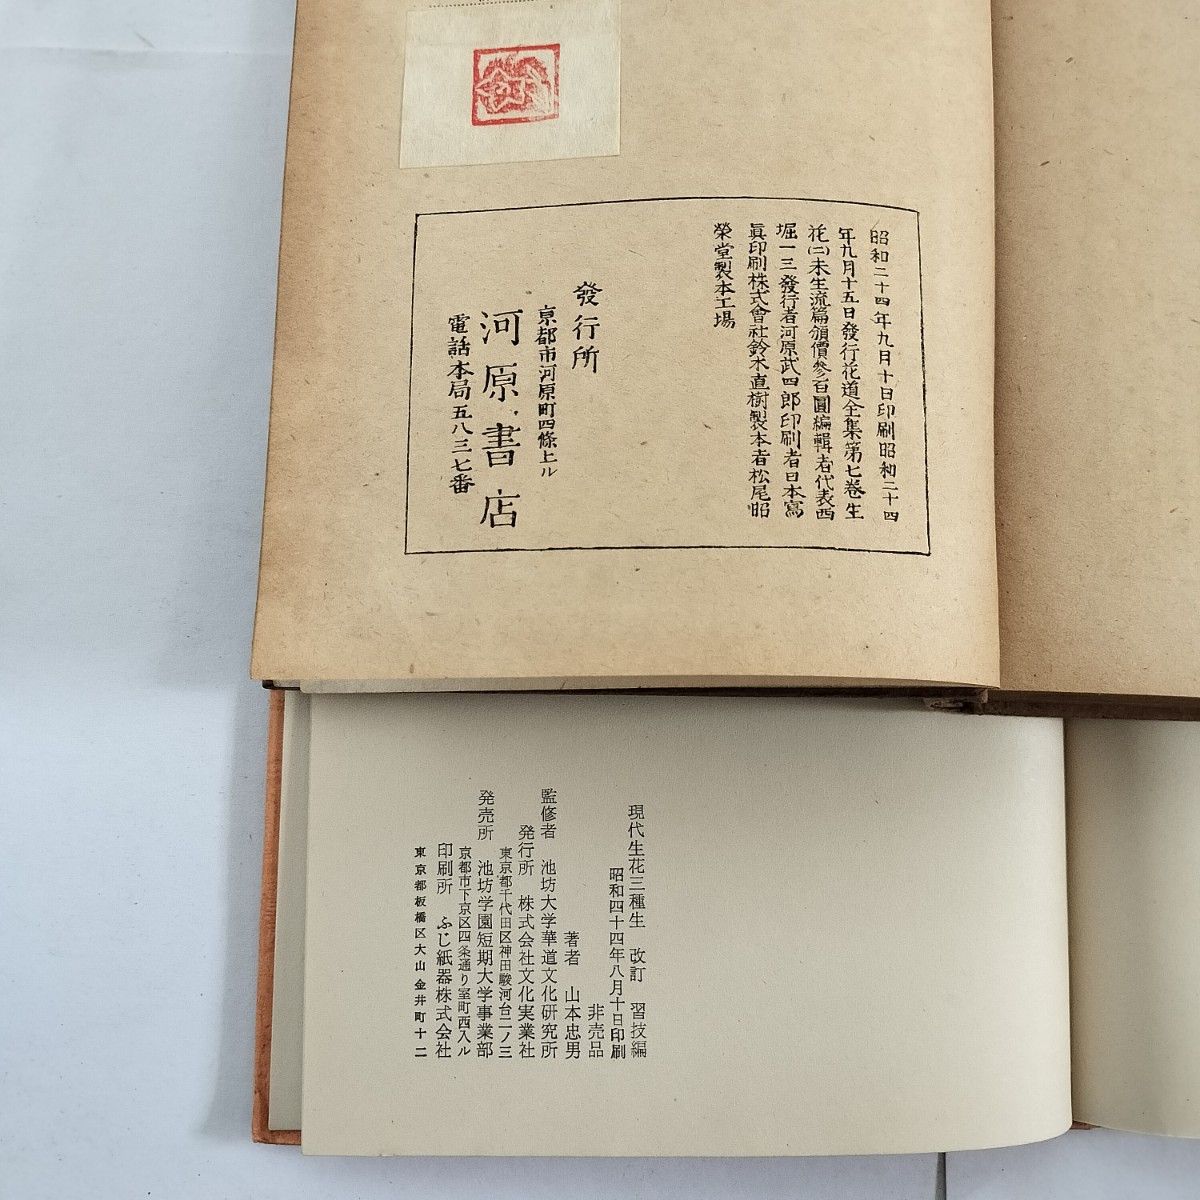 昭和二十四年九月十日印刷昭和二十四
年九月十五日發行花道全集第七卷生
花(二)未生流篇頒價參百圓編輯者代表西
堀一三發行者河原武四郎印刷者日本寫
眞印刷株式會社鈴木直樹製本者松尾昭
榮堂製本工場
發行所
京都市河原町四條上ル
河原書店
電話本局五八三七番
現代生花三種生 改訂 習技編
昭和四十四年八月十日印刷
非売品
著者 山本忠男
監修者 池坊大学華道文化研究所
発行所 株式会社文化実業社
東京都千代田区神田駿河台二ノ三
発売所 池坊学園短期大学事業部
京都市下京区四条通り室町西入ル
印刷所 ふじ紙器株式会社
東京都板橋区大山金井町十二